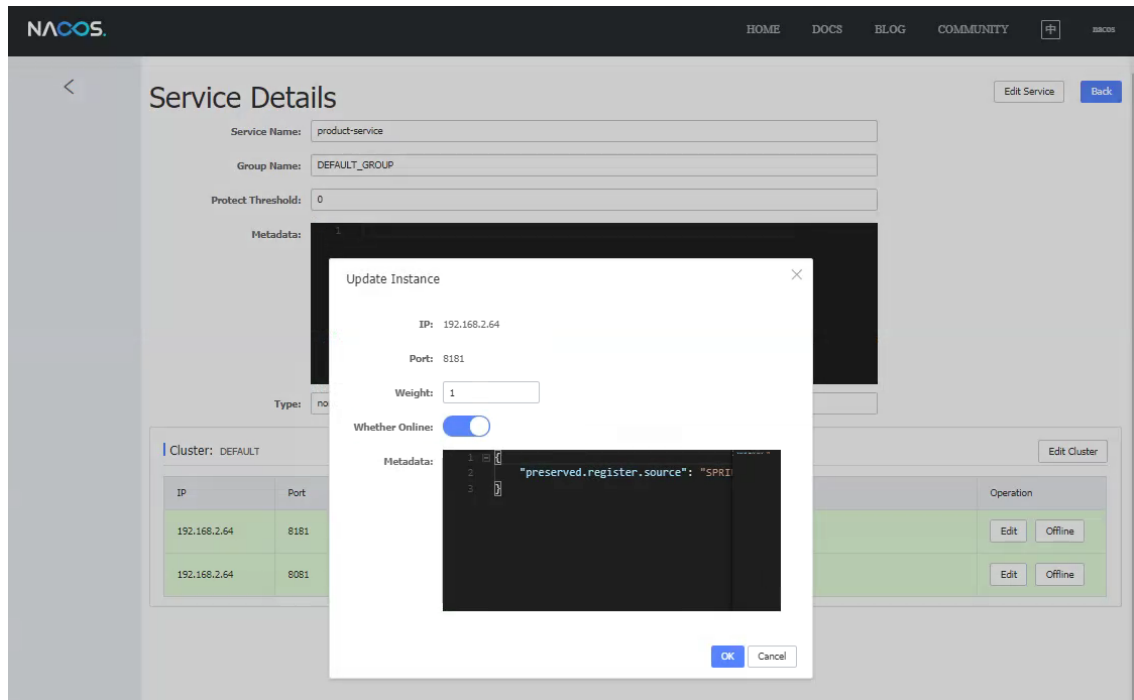 NACOS.
HOME DOCS BLOG COMMUNITY 中 nacos
Service Details
Edit Service Back
Service Name: product-service
Group Name: DEFAULT_GROUP
Protect Threshold: 0
Metadata: 1
Update Instance
IP: 192.168.2.64
Port: 8181
Weight: 1
Type: no
Whether Online:
Cluster: DEFAULT
Edit Cluster
Metadata: 1 {
2 "preserved.register.source": "SPRI
3 }
IP Port Operation
192.168.2.64 8181 Edit Offline
192.168.2.64 8081 Edit Offline
OK Cancel